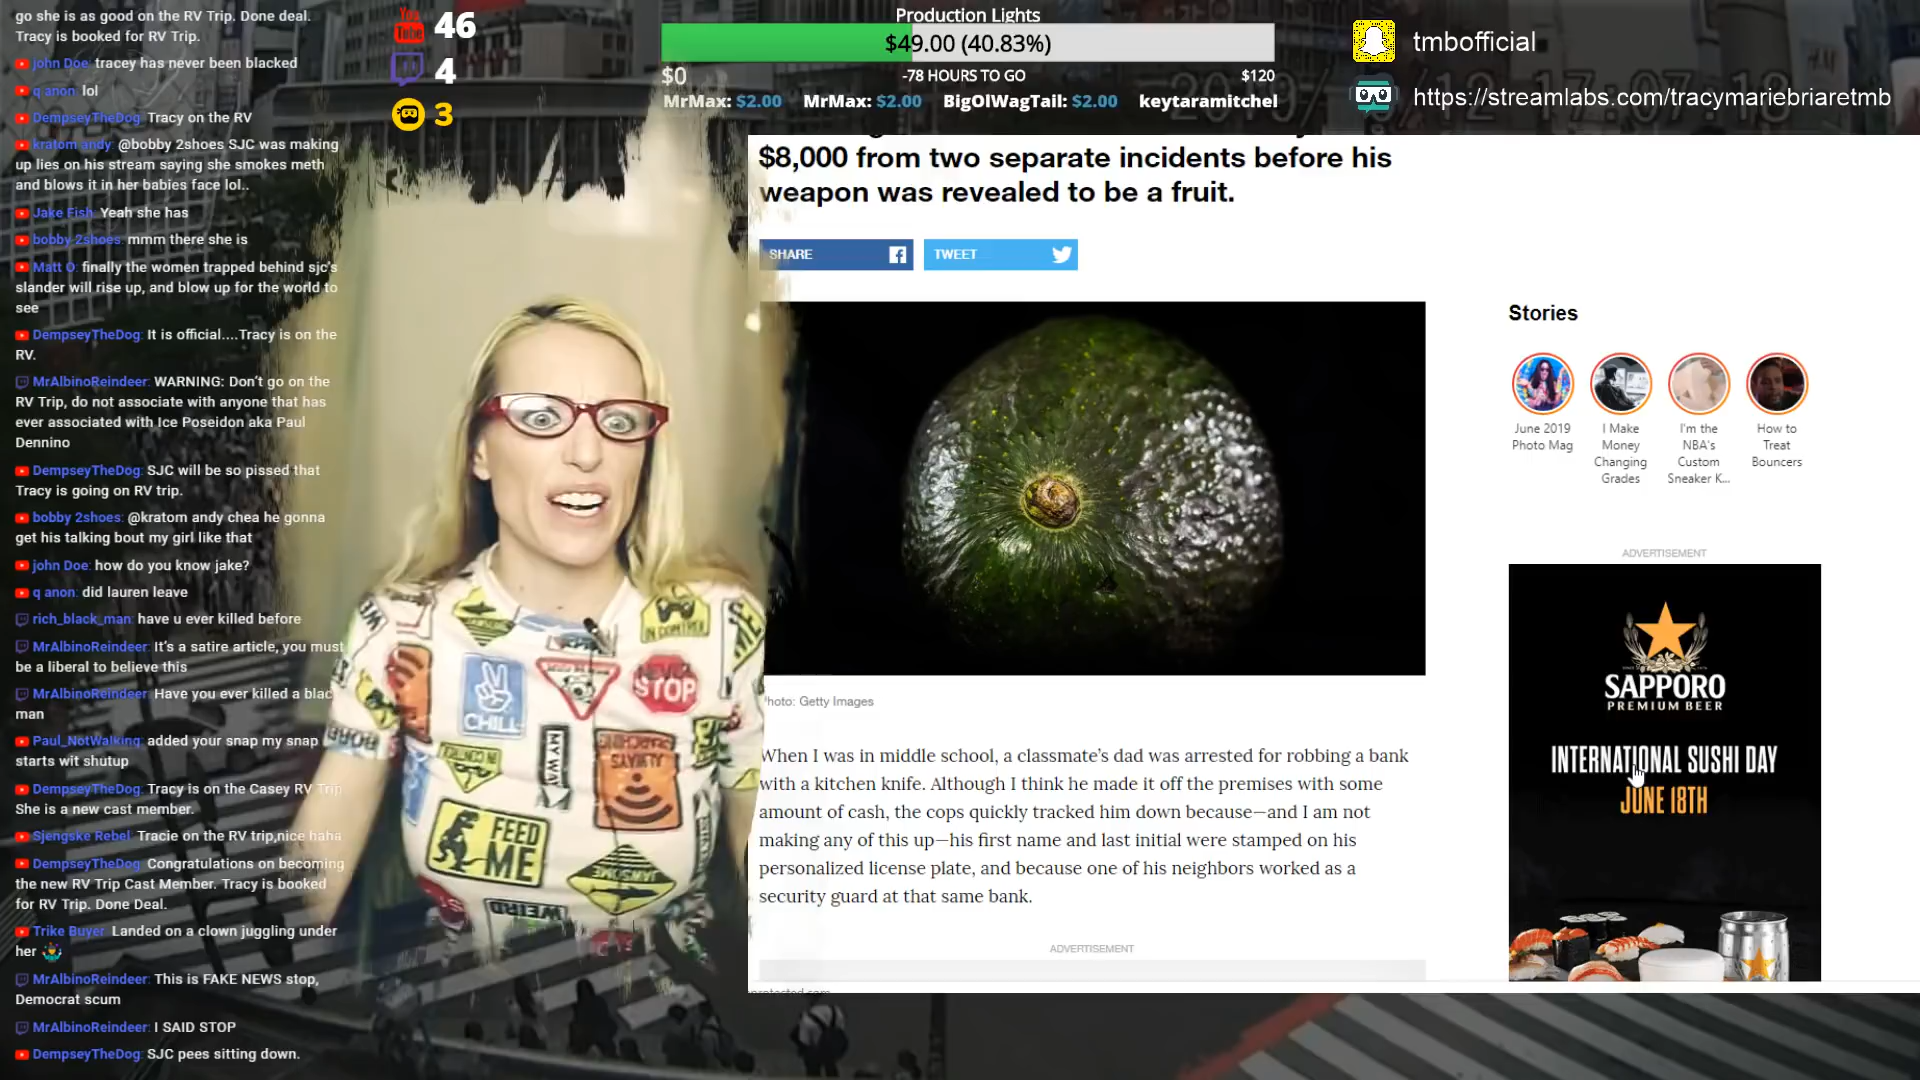 go she is as good on the RV Trip. Done deal.
Tracy is booked for RV Trip.
john Doe: tracey has never been blacked
q anon: lol
DempseyTheDog: Tracy on the RV
kratom andy: @bobby 2shoes SJC was making
up lies on his stream saying she smokes meth
and blows it in her babies face lol..
Jake Fish: Yeah she has
bobby 2shoes: mmm there she is
Matt O: finally the women trapped behind sjc's
slander will rise up, and blow up for the world to
see
DempseyTheDog: It is official....Tracy is on the
RV.
MrAlbinoReindeer: WARNING: Don't go on the
RV Trip, do not associate with anyone that has
ever associated with Ice Poseidon aka Paul
Dennino
DempseyTheDog: SJC will be so pissed that
Tracy is going on RV trip.
bobby 2shoes: @kratom andy chea he gonna
get his talking bout my girl like that
john Doe: how do you know jake?
q anon: did lauren leave
rich_black_man: have u ever killed before
MrAlbinoReindeer: It's a satire article, you must
be a liberal to believe this
MrAlbinoReindeer: Have you ever killed a blac
man
Paul_NotWalking: added your snap my snap
starts wit shutup
DempseyTheDog: Tracy is on the Casey RV Trip
She is a new cast member.
Sjengske Rebel: Tracie on the RV trip,nice haha
DempseyTheDog: Congratulations on becoming
the new RV Trip Cast Member. Tracy is booked
for RV Trip. Done Deal.
Trike Buyer: Landed on a clown juggling under
her
MrAlbinoReindeer: This is FAKE NEWS stop,
Democrat scum
MrAlbinoReindeer: I SAID STOP
DempseyTheDog: SJC pees sitting down.
You
Tube
46
4
3
Production Lights
$49.00 (40.83%)
$0
-78 HOURS TO GO
$120
MrMax: $2.00 MrMax: $2.00 BigOlWagTail: $2.00 keytaramitchel
tmbofficial
https://streamlabs.com/tracymariebriaretmb
12 17:07:18
$8,000 from two separate incidents before his
weapon was revealed to be a fruit.
SHARE
TWEET
hoto: Getty Images
When I was in middle school, a classmate's dad was arrested for robbing a bank
with a kitchen knife. Although I think he made it off the premises with some
amount of cash, the cops quickly tracked him down because—and I am not
making any of this up—his first name and last initial were stamped on his
personalized license plate, and because one of his neighbors worked as a
security guard at that same bank.
ADVERTISEMENT
Stories
June 2019
Photo Mag
I Make
Money
Changing
Grades
I'm the
NBA's
Custom
Sneaker K...
How to
Treat
Bouncers
ADVERTISEMENT
SAPPORO
PREMIUM BEER
INTERNATIONAL SUSHI DAY
JUNE 18TH
IN CONTROL
CHILL
STOP
MY WAY
ALWAYS
FEED
ME
AWESOME
WEIRD